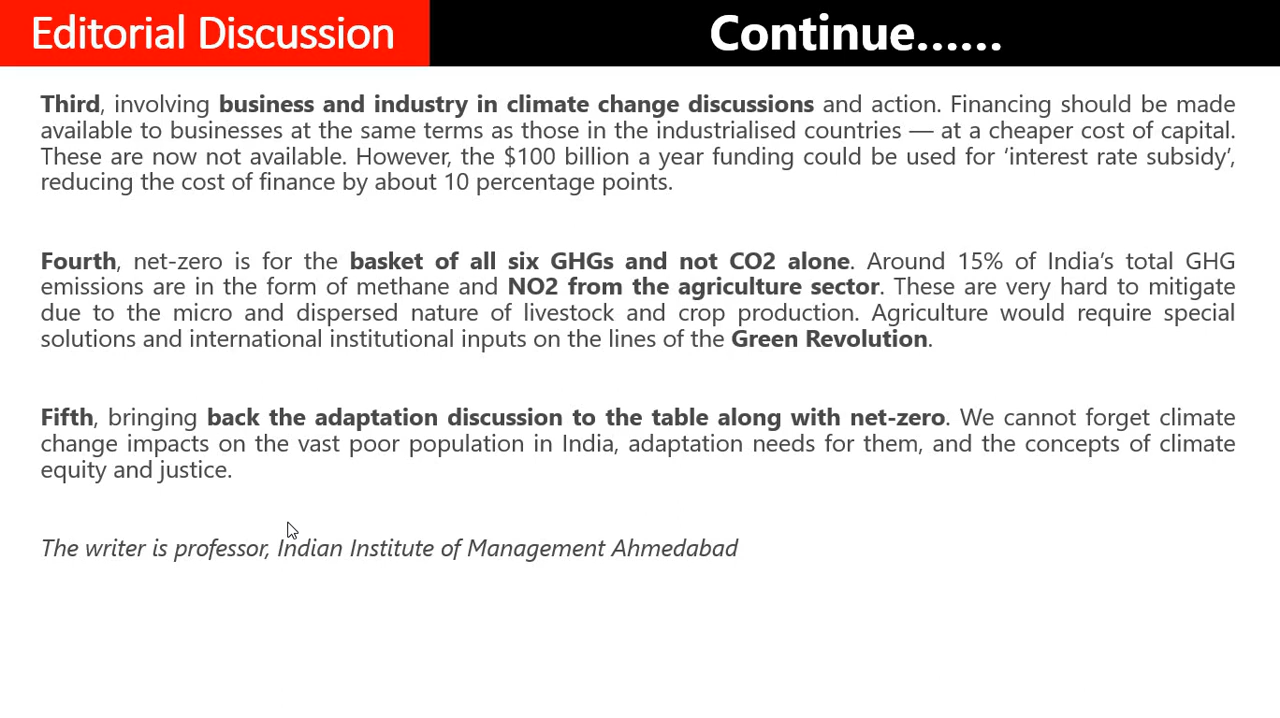 Editorial Discussion
Continue......
Third, involving business and industry in climate change discussions and action. Financing should be made
available to businesses at the same terms as those in the industrialised countries — at a cheaper cost of capital.
These are now not available. However, the $100 billion a year funding could be used for ‘interest rate subsidy’,
reducing the cost of finance by about 10 percentage points.
Fourth, net-zero is for the basket of all six GHGs and not CO2 alone. Around 15% of India’s total GHG
emissions are in the form of methane and NO2 from the agriculture sector. These are very hard to mitigate
due to the micro and dispersed nature of livestock and crop production. Agriculture would require special
solutions and international institutional inputs on the lines of the Green Revolution.
Fifth, bringing back the adaptation discussion to the table along with net-zero. We cannot forget climate
change impacts on the vast poor population in India, adaptation needs for them, and the concepts of climate
equity and justice.
The writer is professor, Indian Institute of Management Ahmedabad